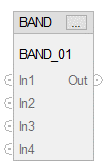 BAND ...
BAND_01
In1 Out
In2
In3
In4